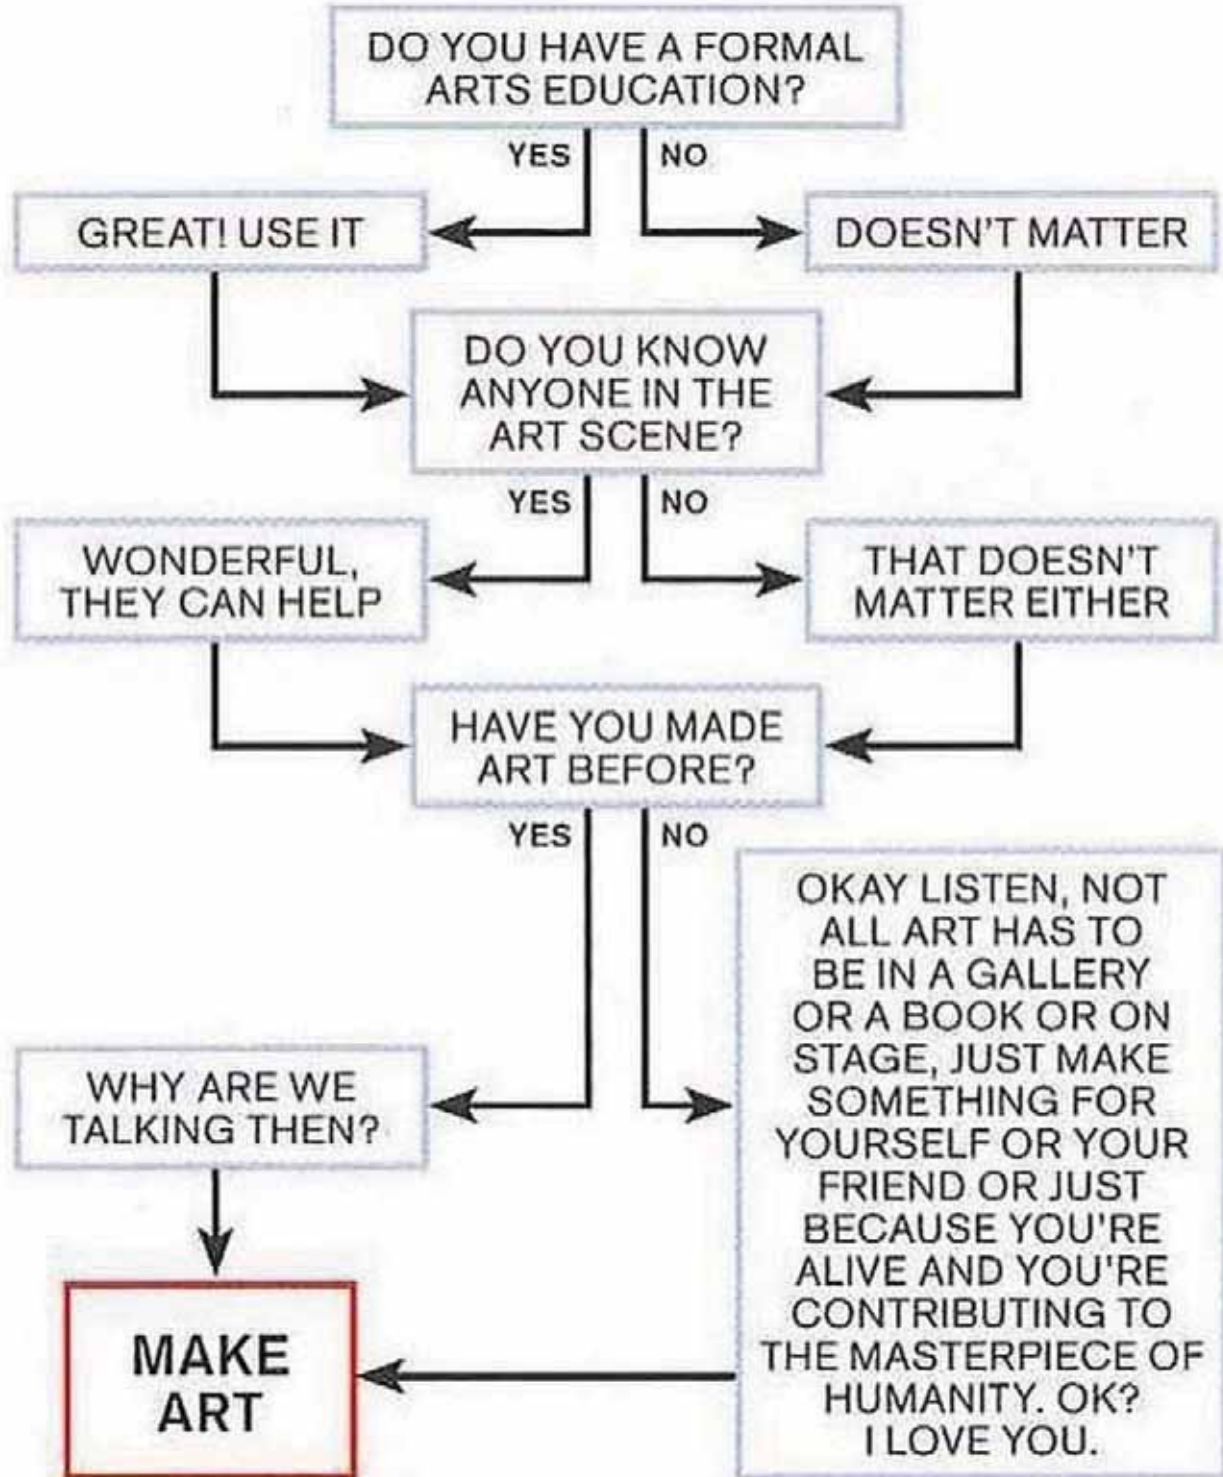 DO YOU HAVE A FORMAL
ARTS EDUCATION?
YES
NO
GREAT! USE IT
DOESN'T MATTER
DO YOU KNOW
ANYONE IN THE
ART SCENE?
YES
NO
WONDERFUL,
THEY CAN HELP
THAT DOESN'T
MATTER EITHER
HAVE YOU MADE
ART BEFORE?
YES
NO
WHY ARE WE
TALKING THEN?
OKAY LISTEN, NOT
ALL ART HAS TO
BE IN A GALLERY
OR A BOOK OR ON
STAGE, JUST MAKE
SOMETHING FOR
YOURSELF OR YOUR
FRIEND OR JUST
BECAUSE YOU'RE
ALIVE AND YOU'RE
CONTRIBUTING TO
THE MASTERPIECE OF
HUMANITY. OK?
I LOVE YOU.
MAKE
ART